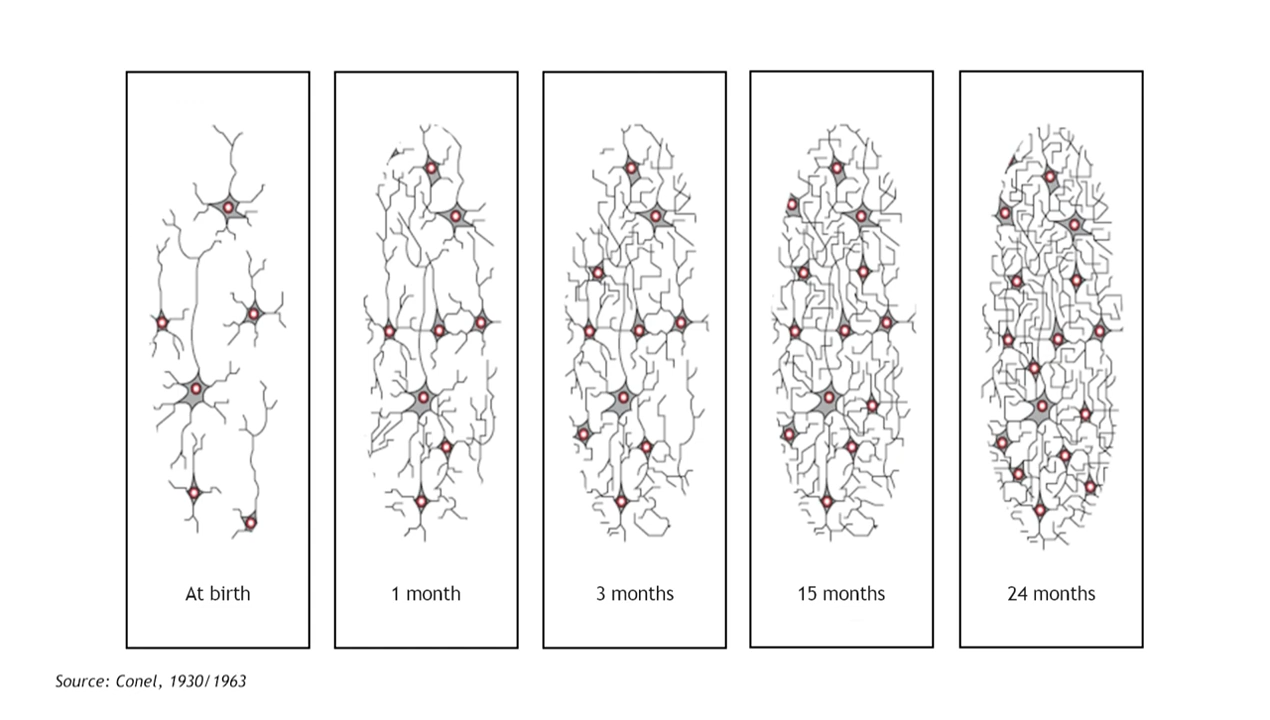 At birth
1 month
3 months
15 months
24 months
Source: Conel, 1930/1963